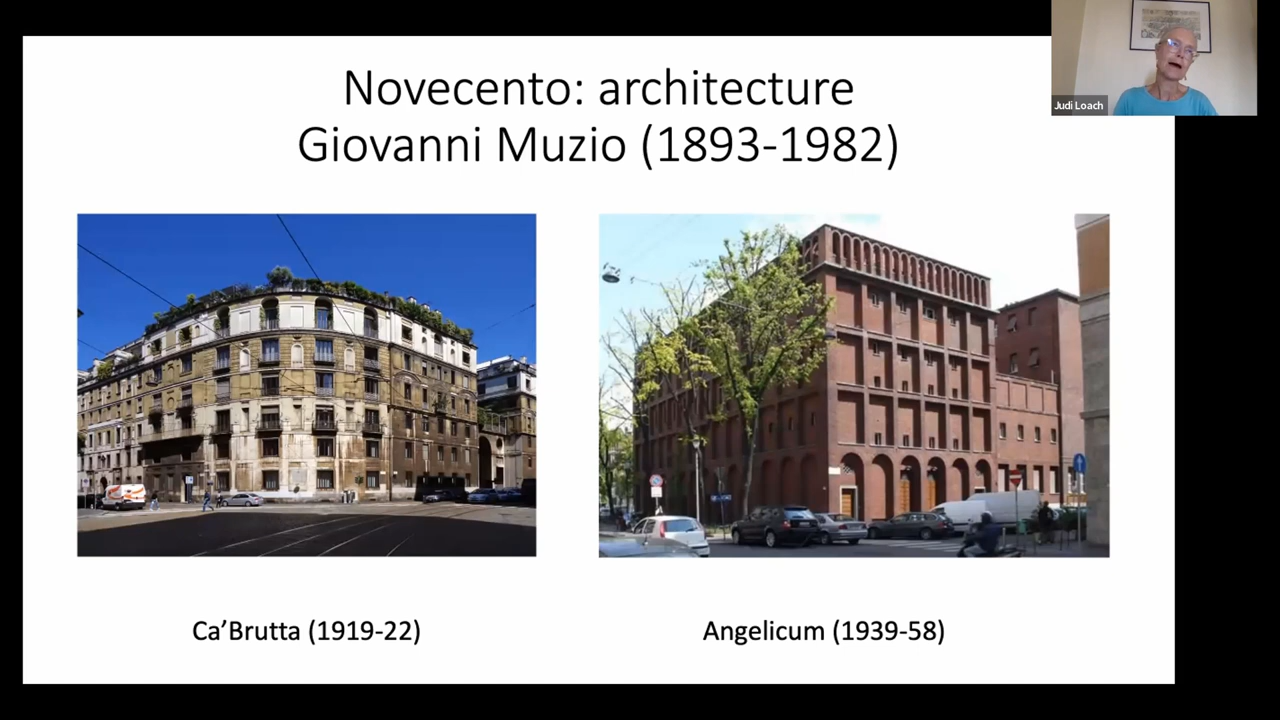 Novecento: architecture
Giovanni Muzio (1893-1982)
Judi Loach
Ca’Brutta (1919-22)
Angelicum (1939-58)